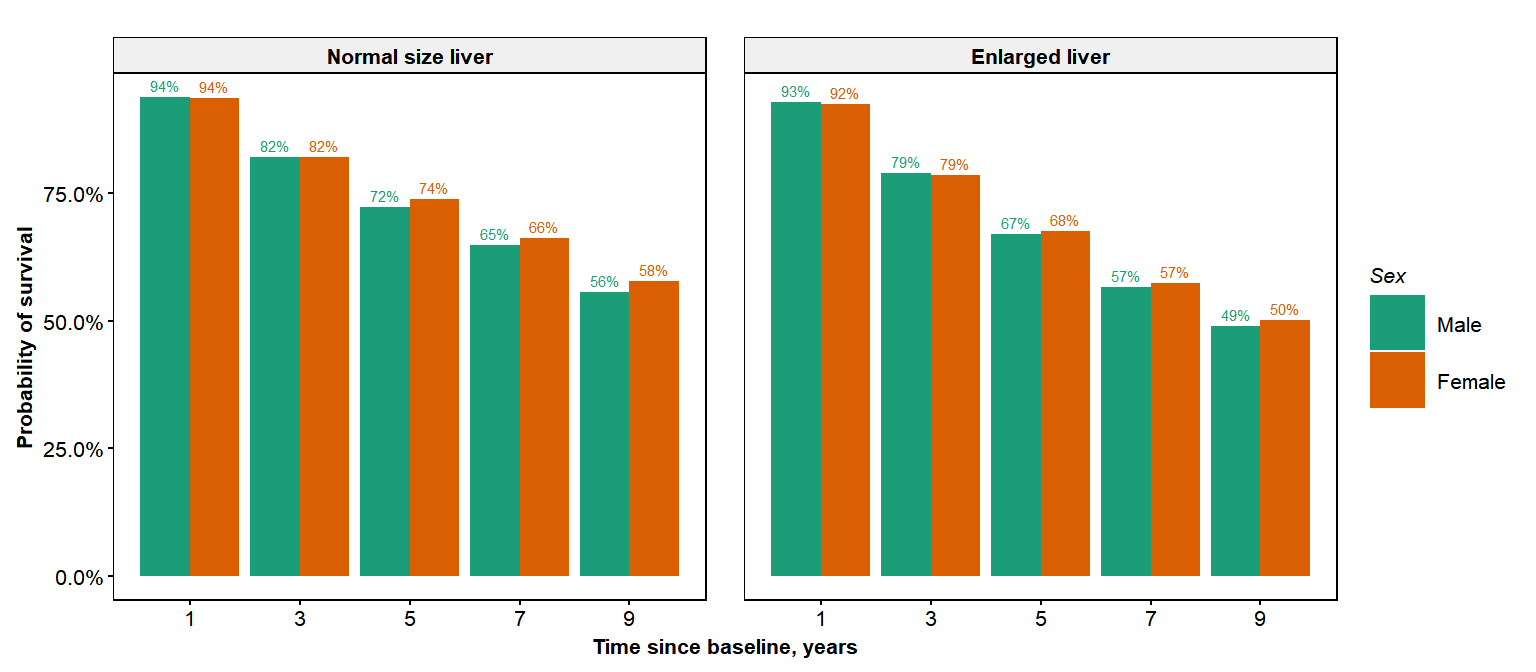 Normal size liver
Enlarged liver
94% 94%
82% 82%
72% 74%
65% 66%
56% 58%
93% 92%
79% 79%
67% 68%
57% 57%
49% 50%
75.0%
50.0%
25.0%
0.0%
Probability of survival
1 3 5 7 9
1 3 5 7 9
Time since baseline, years
Sex
Male
Female